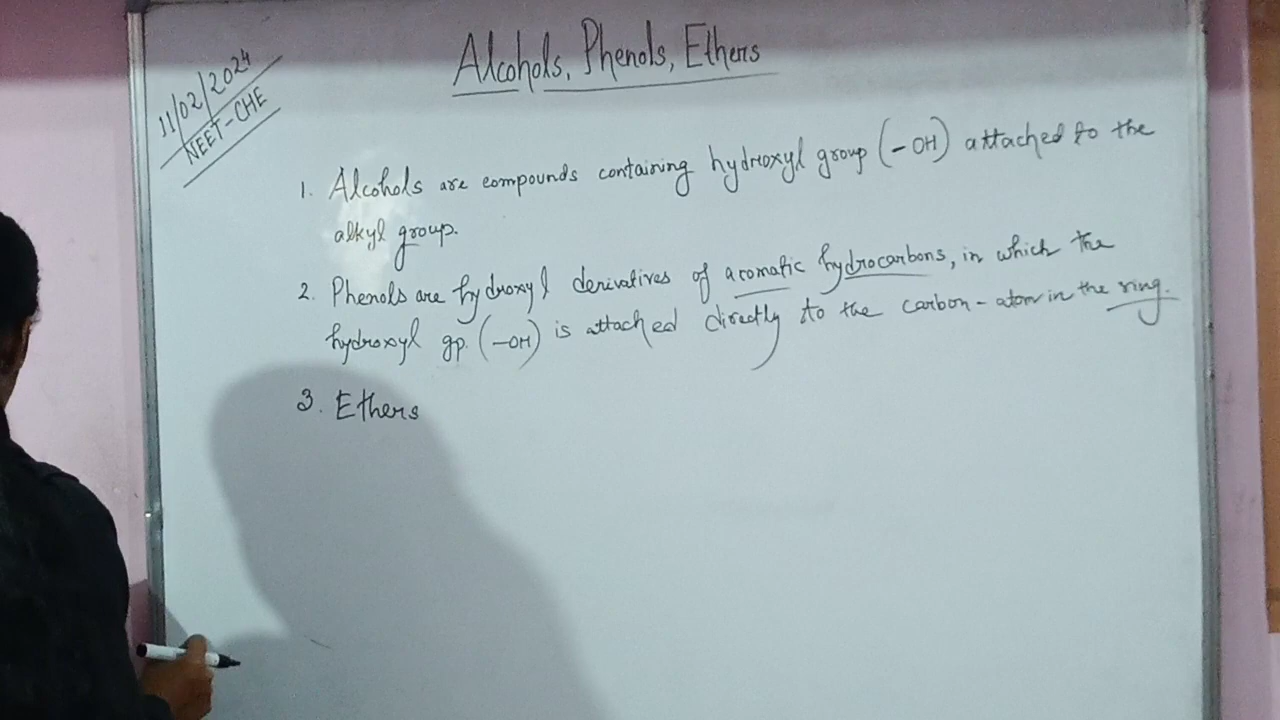 11/02/2024
NEET-CHE
Alcohols, Phenols, Ethers
1. Alcohols are compounds containing hydroxyl group (-OH) attached to the
alkyl group.
2. Phenols are hydroxyl derivatives of aromatic hydrocarbons, in which the
hydroxyl gp. (-OH) is attached directly to the carbon-atom in the ring.
3. Ethers